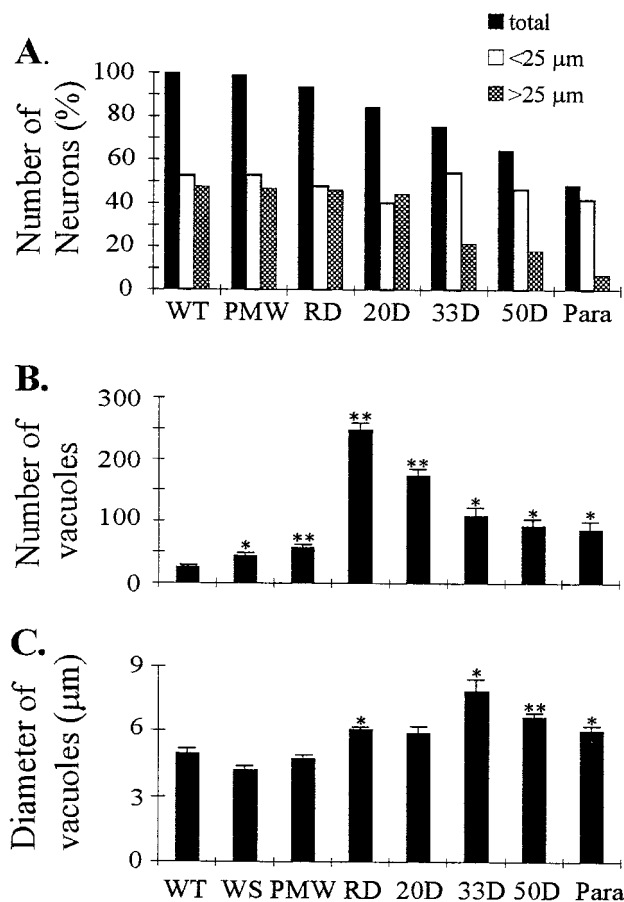 total
<25 μm
>25 μm
A.
Number of
Neurons (%)
100
80
60
40
20
0
WT PMW RD 20D 33D 50D Para
B.
Number of
vacuoles
300
200
100
0
* ** ** ** * * *
C.
Diameter of
vacuoles (μm)
9
6
3
0
* * ** *
WT WS PMW RD 20D 33D 50D Para